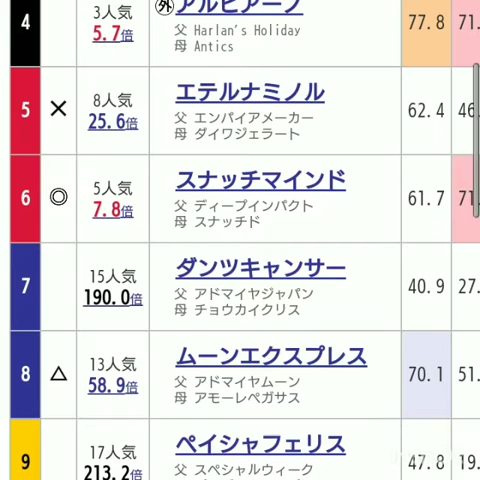 4
3人気
5.7倍
外 アルビアーノ
父 Harlan's Holiday
母 Antics
77.8
71.
5
×
8人気
25.6倍
エテルナミノル
父 エンパイアメーカー
母 ダイワジェラート
62.4
46
6
◎
5人気
7.8倍
スナッチマインド
父 ディープインパクト
母 スナッチド
61.7
71
7
15人気
190.0倍
ダンツキャンサー
父 アドマイヤジャパン
母 チョウカイクリス
40.9
27.
8
△
13人気
58.9倍
ムーンエクスプレス
父 アドマイヤムーン
母 アモーレペガサス
70.1
51.
9
17人気
213.2倍
ペイシャフェリス
父 スペシャルウィーク
47.8
19.